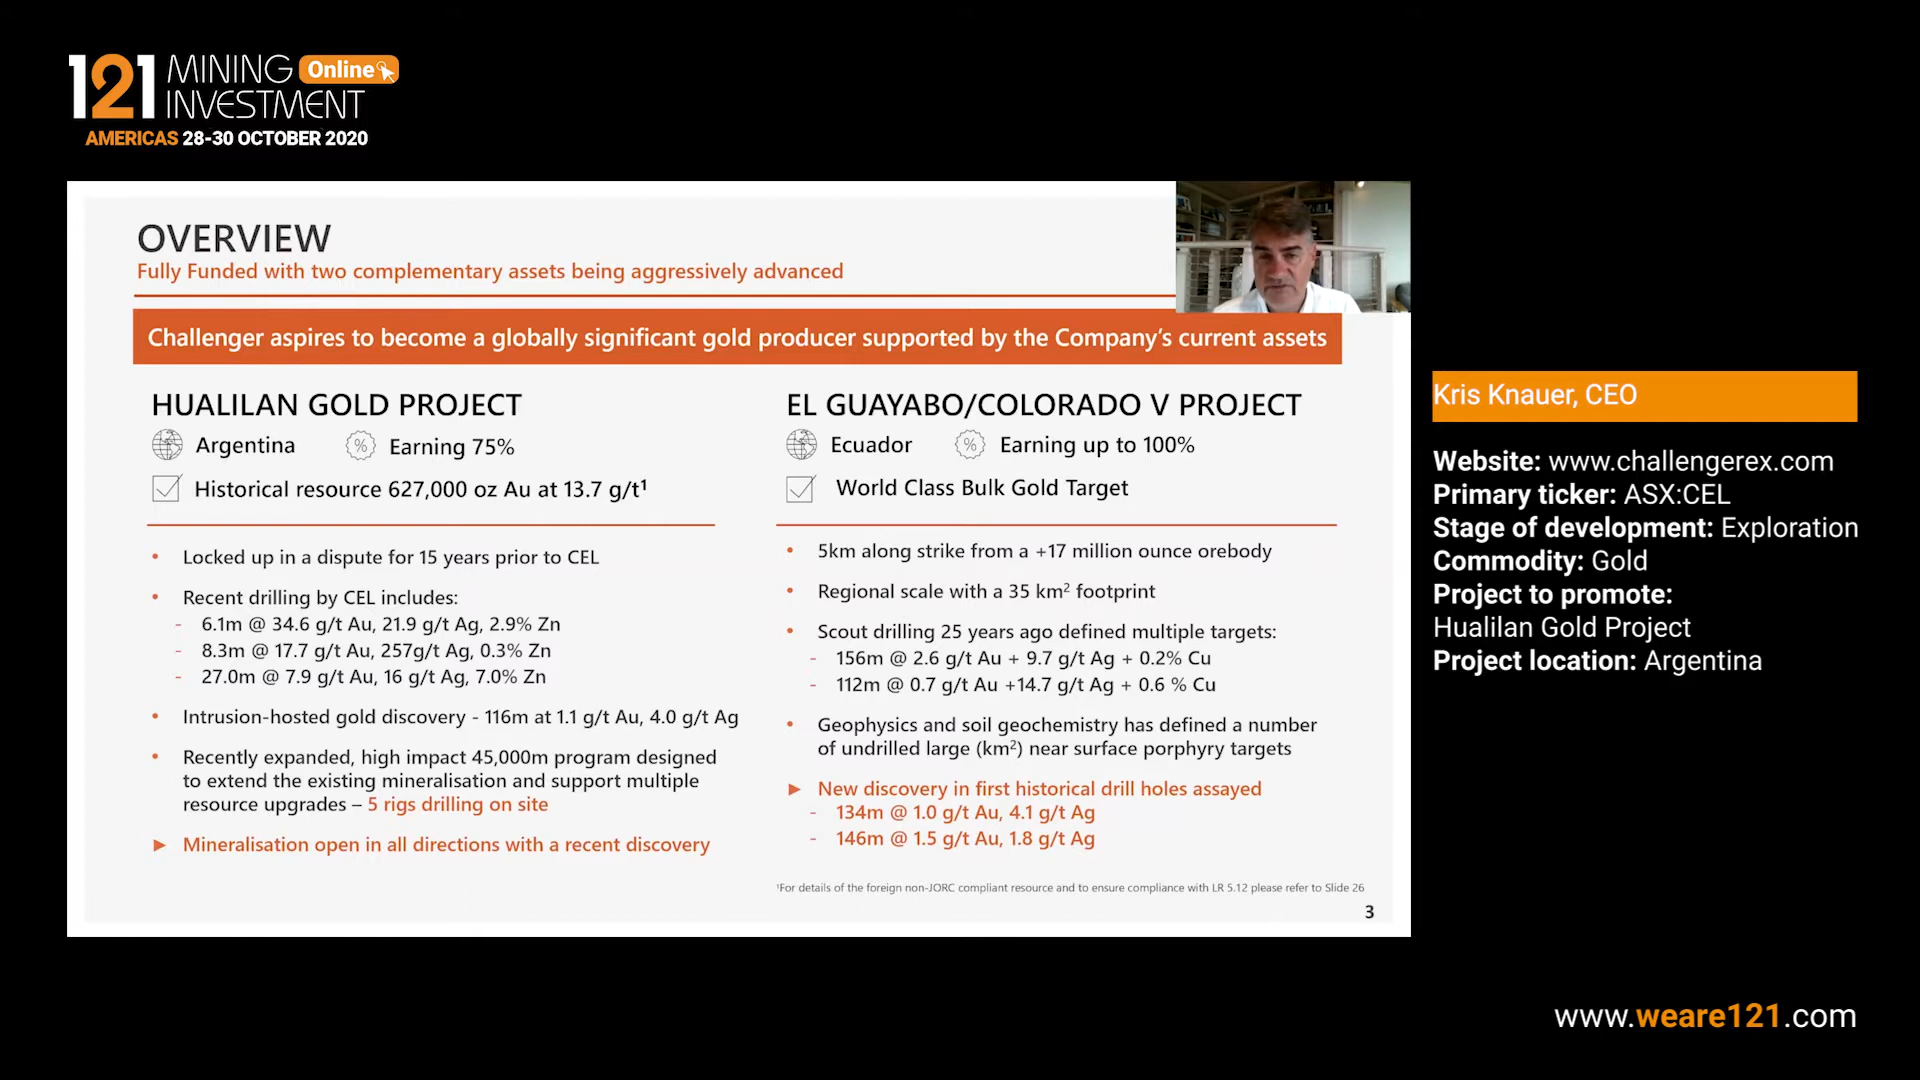 121 MINING Online
INVESTMENT
AMERICAS 28-30 OCTOBER 2020
OVERVIEW
Fully Funded with two complementary assets being aggressively advanced
Challenger aspires to become a globally significant gold producer supported by the Company's current assets
HUALILAN GOLD PROJECT
Argentina % Earning 75%
Historical resource 627,000 oz Au at 13.7 g/t¹
• Locked up in a dispute for 15 years prior to CEL
• Recent drilling by CEL includes:
- 6.1m @ 34.6 g/t Au, 21.9 g/t Ag, 2.9% Zn
- 8.3m @ 17.7 g/t Au, 257g/t Ag, 0.3% Zn
- 27.0m @ 7.9 g/t Au, 16 g/t Ag, 7.0% Zn
• Intrusion-hosted gold discovery - 116m at 1.1 g/t Au, 4.0 g/t Ag
• Recently expanded, high impact 45,000m program designed
to extend the existing mineralisation and support multiple
resource upgrades – 5 rigs drilling on site
► Mineralisation open in all directions with a recent discovery
EL GUAYABO/COLORADO V PROJECT
Ecuador % Earning up to 100%
World Class Bulk Gold Target
• 5km along strike from a +17 million ounce orebody
• Regional scale with a 35 km² footprint
• Scout drilling 25 years ago defined multiple targets:
- 156m @ 2.6 g/t Au + 9.7 g/t Ag + 0.2% Cu
- 112m @ 0.7 g/t Au +14.7 g/t Ag + 0.6 % Cu
• Geophysics and soil geochemistry has defined a number
of undrilled large (km²) near surface porphyry targets
► New discovery in first historical drill holes assayed
- 134m @ 1.0 g/t Au, 4.1 g/t Ag
- 146m @ 1.5 g/t Au, 1.8 g/t Ag
¹For details of the foreign non-JORC compliant resource and to ensure compliance with LR 5.12 please refer to Slide 26
3
Kris Knauer, CEO
Website: www.challengerex.com
Primary ticker: ASX:CEL
Stage of development: Exploration
Commodity: Gold
Project to promote:
Hualilan Gold Project
Project location: Argentina
www.weare121.com